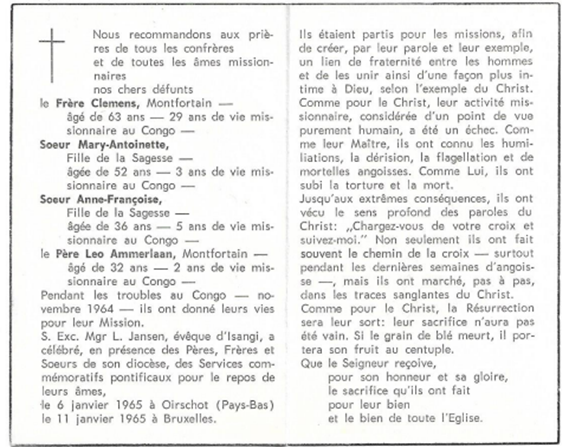 Nous recommandons aux priè-
res de tous les confrères
et de toutes les âmes mission-
naires
nos chers défunts
le Frère Clemens, Montfortain —
âgé de 63 ans — 29 ans de vie mis-
sionnaire au Congo —
Soeur Mary-Antoinette,
Fille de la Sagesse —
âgée de 52 ans — 3 ans de vie mis-
sionnaire au Congo —
Soeur Anne-Françoise,
Fille de la Sagesse —
âgée de 36 ans — 5 ans de vie mis-
sionnaire au Congo —
le Père Leo Ammerlaan, Montfortain —
âgé de 32 ans — 2 ans de vie mis-
sionnaire au Congo —
Pendant les troubles au Congo — no-
vembre 1964 — ils ont donné leurs vies
pour leur Mission.
S. Exc. Mgr L. Jansen, évêque d'Isangi, a
célébré, en présence des Pères, Frères et
Soeurs de son diocèse, des Services com-
mémoratifs pontificaux pour le repos de
leurs âmes,
le 6 janvier 1965 à Oirschot (Pays-Bas)
le 11 janvier 1965 à Bruxelles.
Ils étaient partis pour les missions, afin
de créer, par leur parole et leur exemple,
un lien de fraternité entre les hommes
et de les unir ainsi d'une façon plus in-
time à Dieu, selon l'exemple du Christ.
Comme pour le Christ, leur activité mis-
sionnaire, considérée d'un point de vue
purement humain, a été un échec. Com-
me leur Maître, ils ont connu les humi-
liations, la dérision, la flagellation et de
mortelles angoisses. Comme Lui, ils ont
subi la torture et la mort.
Jusqu'aux extrêmes conséquences, ils ont
vécu le sens profond des paroles du
Christ: „Chargez-vous de votre croix et
suivez-moi." Non seulement ils ont fait
souvent le chemin de la croix — surtout
pendant les dernières semaines d'angois-
se —, mais ils ont marché, pas à pas,
dans les traces sanglantes du Christ.
Comme pour le Christ, la Résurrection
sera leur sort: leur sacrifice n'aura pas
été vain. Si le grain de blé meurt, il por-
tera son fruit au centuple.
Que le Seigneur reçoive,
pour son honneur et sa gloire,
le sacrifice qu'ils ont fait
pour leur bien
et le bien de toute l'Eglise.